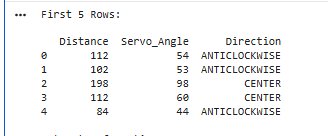 First 5 Rows:
Distance Servo_Angle Direction
0 112 54 ANTICLOCKWISE
1 102 53 ANTICLOCKWISE
2 198 98 CENTER
3 112 60 CENTER
4 84 44 ANTICLOCKWISE